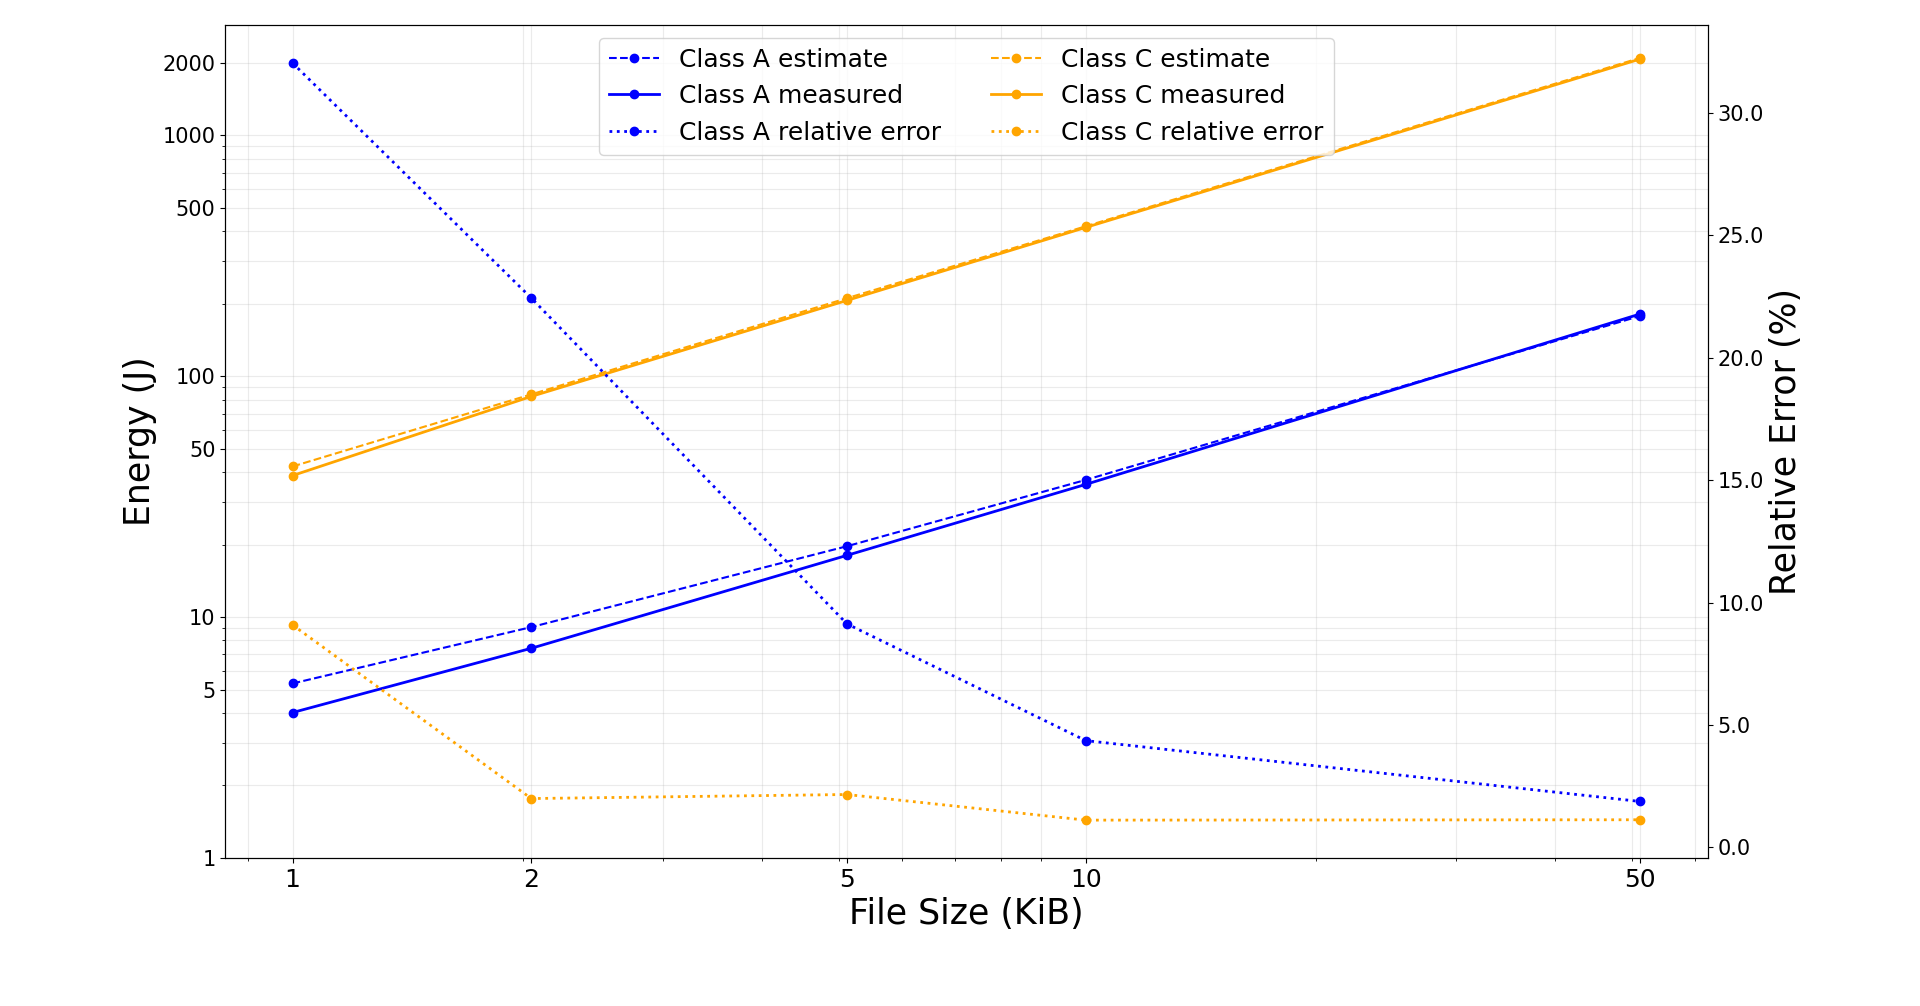 Class A estimate
Class A measured
Class A relative error
Class C estimate
Class C measured
Class C relative error
Energy (J)
2000
1000
500
100
50
10
5
1
Relative Error (%)
30.0
25.0
20.0
15.0
10.0
5.0
0.0
1 2 5 10 50
File Size (KiB)